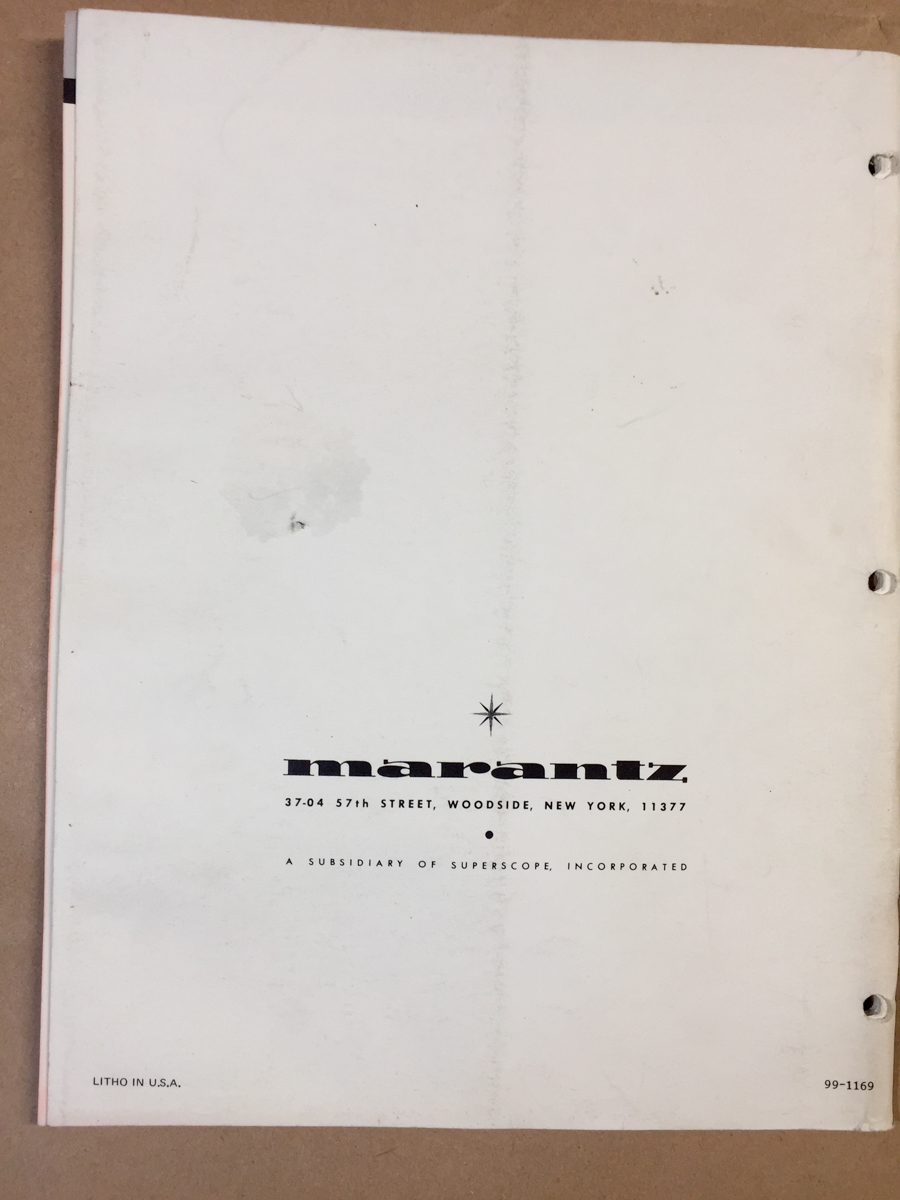 marantz
37-04 57th STREET, WOODSIDE, NEW YORK, 11377
A SUBSIDIARY OF SUPERSCOPE, INCORPORATED
LITHO IN U.S.A.
99-1169